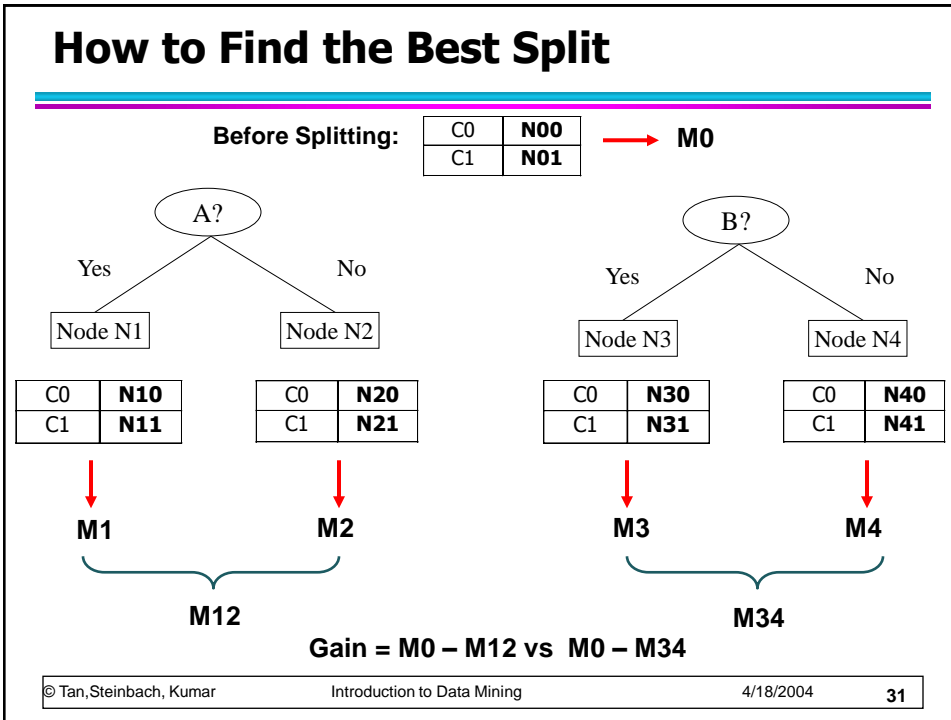 How to Find the Best Split
Before Splitting:
C0 N00
C1 N01
M0
A?
Yes No
Node N1 Node N2
C0 N10
C1 N11
C0 N20
C1 N21
M1 M2
M12
B?
Yes No
Node N3 Node N4
C0 N30
C1 N31
C0 N40
C1 N41
M3 M4
M34
Gain = M0 – M12 vs M0 – M34
© Tan,Steinbach, Kumar Introduction to Data Mining 4/18/2004 31